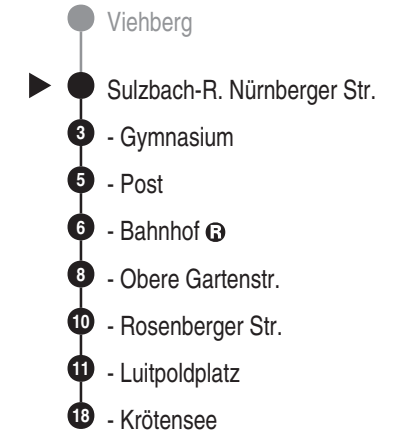 Viehberg
Sulzbach-R. Nürnberger Str.
3 - Gymnasium
5 - Post
6 - Bahnhof R
8 - Obere Gartenstr.
10 - Rosenberger Str.
11 - Luitpoldplatz
18 - Krötensee